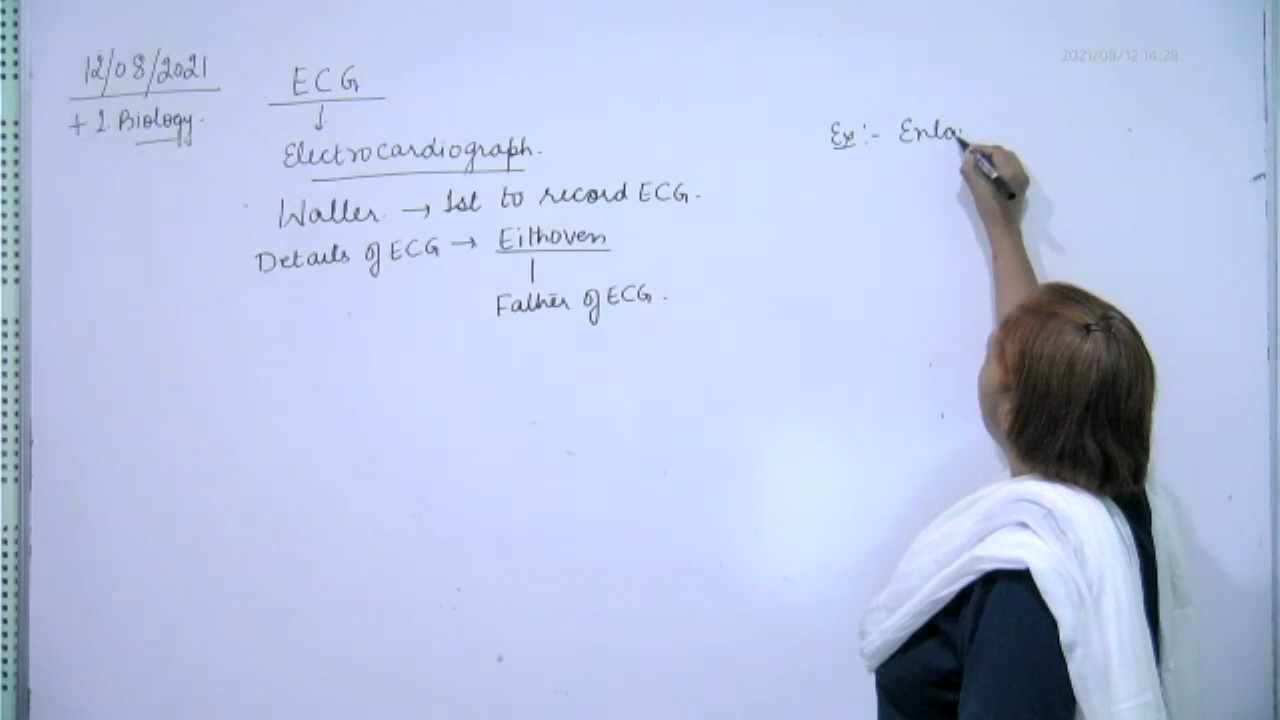 12/08/2021
+1 Biology.
ECG
↓
Electrocardiograph.
Waller → 1st to record ECG.
Details of ECG → Eithoven
|
Father of ECG.
Ex:- Enla
2021/08/12 14:28